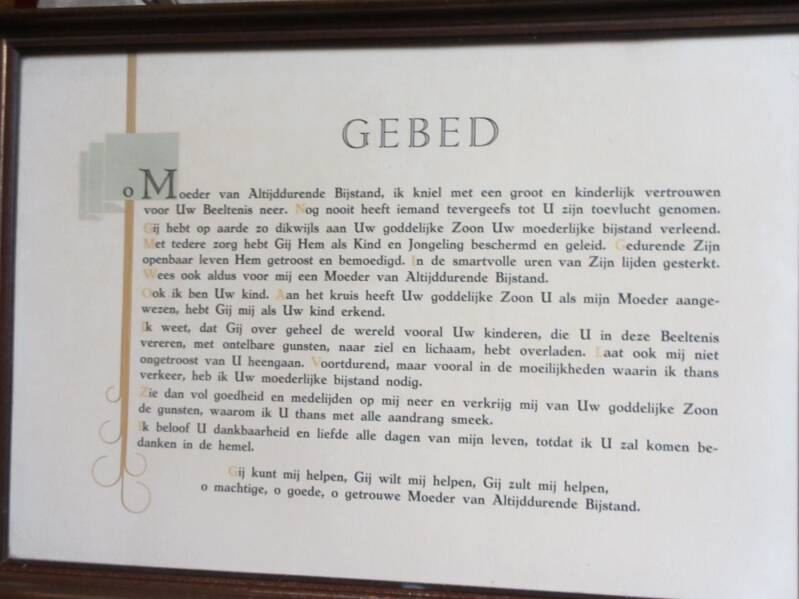 GEBED
o Moeder van Altijddurende Bijstand, ik kniel met een groot en kinderlijk vertrouwen
voor Uw Beeltenis neer. Nog nooit heeft iemand tevergeefs tot U zijn toevlucht genomen.
Gij hebt op aarde zo dikwijls aan Uw goddelijke Zoon Uw moederlijke bijstand verleend.
Met tedere zorg hebt Gij Hem als Kind en Jongeling beschermd en geleid. Gedurende Zijn
openbaar leven Hem getroost en bemoedigd. In de smartvolle uren van Zijn lijden gesterkt.
Wees ook aldus voor mij een Moeder van Altijddurende Bijstand.
Ook ik ben Uw kind. Aan het kruis heeft Uw goddelijke Zoon U als mijn Moeder aange-
wezen, hebt Gij mij als Uw kind erkend.
Ik weet, dat Gij over geheel de wereld vooral Uw kinderen, die U in deze Beeltenis
vereren, met ontelbare gunsten, naar ziel en lichaam, hebt overladen. Laat ook mij niet
ongetroost van U heengaan. Voortdurend, maar vooral in de moeilijkheden waarin ik thans
verkeer, heb ik Uw moederlijke bijstand nodig.
Zie dan vol goedheid en medelijden op mij neer en verkrijg mij van Uw goddelijke Zoon
de gunsten, waarom ik U thans met alle aandrang smeek.
Ik beloof U dankbaarheid en liefde alle dagen van mijn leven, totdat ik U zal komen be-
danken in de hemel.
Gij kunt mij helpen, Gij wilt mij helpen, Gij zult mij helpen,
o machtige, o goede, o getrouwe Moeder van Altijddurende Bijstand.